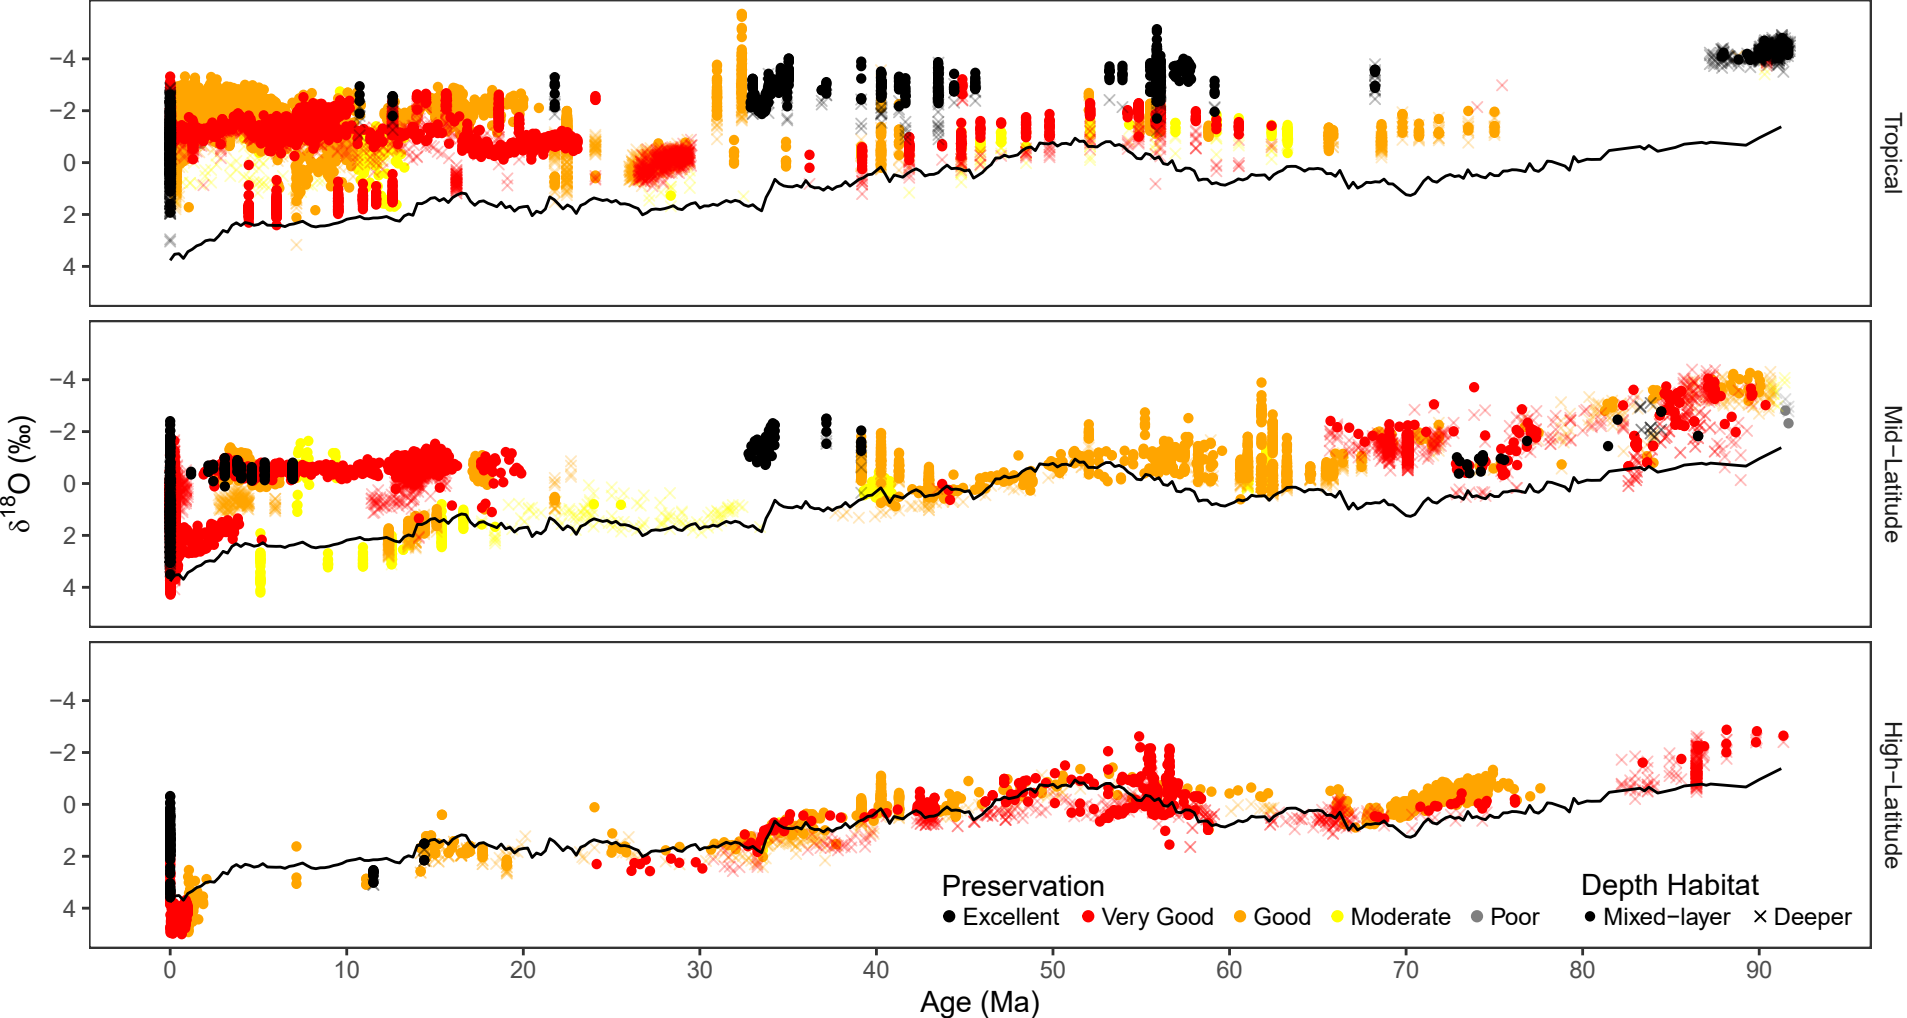 −4
−2
0
2
4
Tropical
−4
−2
0
2
4
Mid−Latitude
−4
−2
0
2
4
High−Latitude
δ18O (‰)
Preservation
Excellent
Very Good
Good
Moderate
Poor
Depth Habitat
Mixed−layer
Deeper
0 10 20 30 40 50 60 70 80 90
Age (Ma)